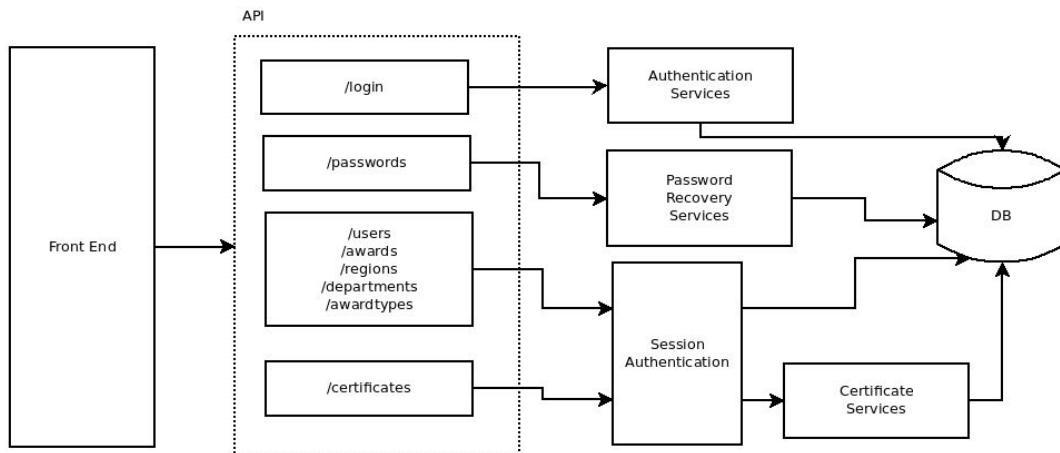 API
Front End
/login
/passwords
/users
/awards
/regions
/departments
/awardtypes
/certificates
Authentication
Services
Password
Recovery
Services
Session
Authentication
Certificate
Services
DB